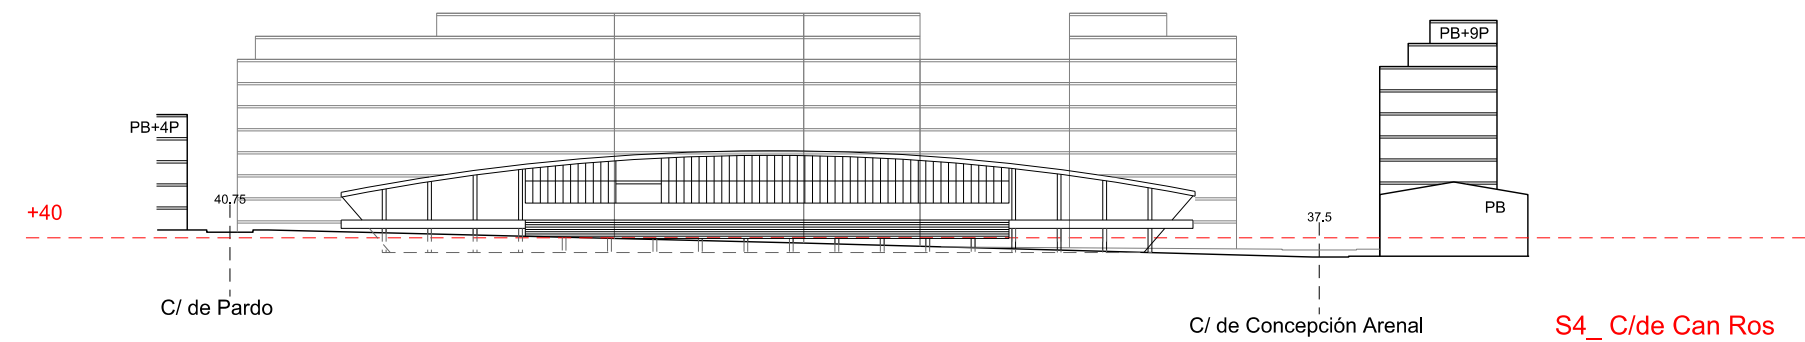 PB+9P
PB+4P
40.75
+40
PB
37.5
C/ de Pardo
C/ de Concepción Arenal
S4_ C/de Can Ros